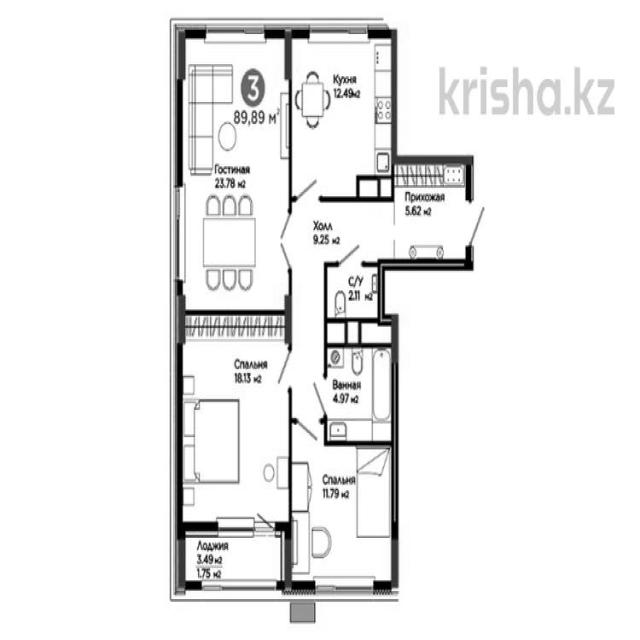 krisha.kz
3
89,89 м²
Кухня
12.49м2
Гостиная
23.78 м2
Прихожая
5.62 м2
Холл
9.25 м2
С/У
2.11 м2
Спальня
18.13 м2
Ванная
4.97 м2
Спальня
11.79 м2
Лоджия
3.49 м2
1.75 м2